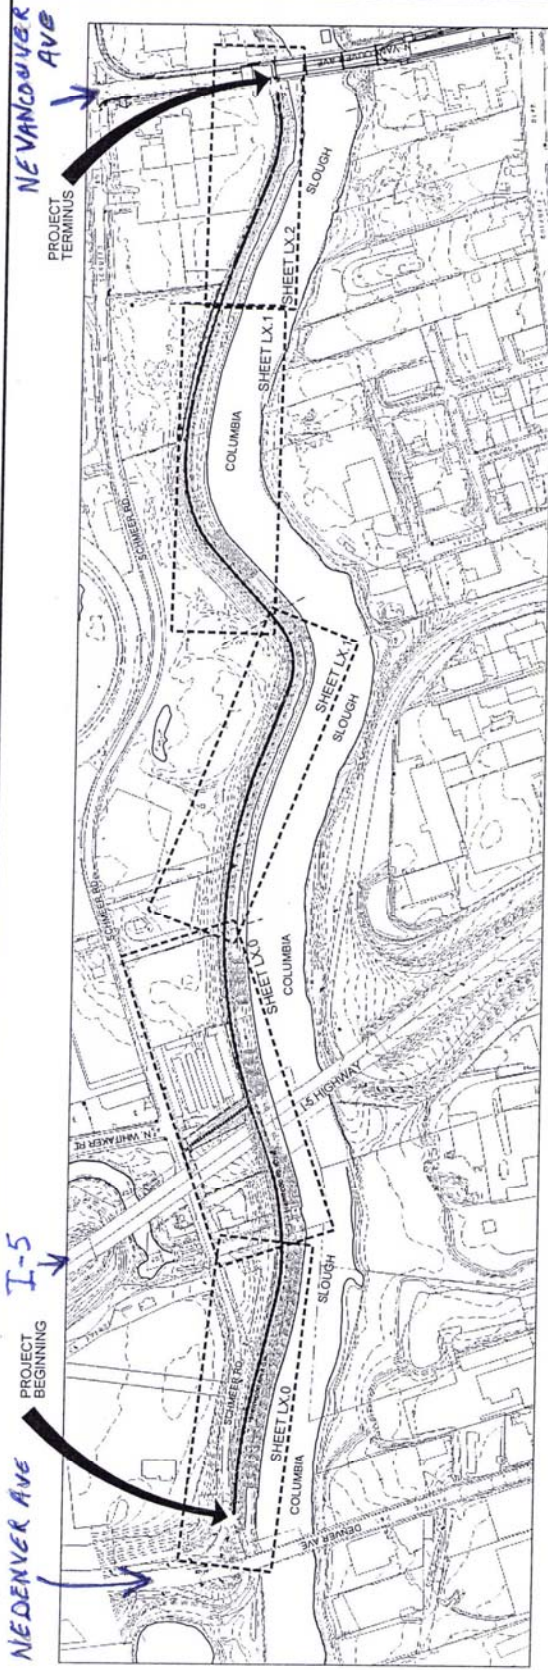 NE DENVER AVE
I-5
NE VANCOUVER
AVE
PROJECT
BEGINNING
PROJECT
TERMINUS
SCHMEER RD.
SCHMEER RD
SCHMEER RD
N. WHITAKER
N VANCOUVER AVE
DENVER AVE
I-5 HIGHWAY
SHEET LX.0
SHEET LX.0
SHEET LX.1
SHEET LX.1
SHEET LX.2
COLUMBIA
SLOUGH
COLUMBIA
SLOUGH
COLUMBIA
SLOUGH